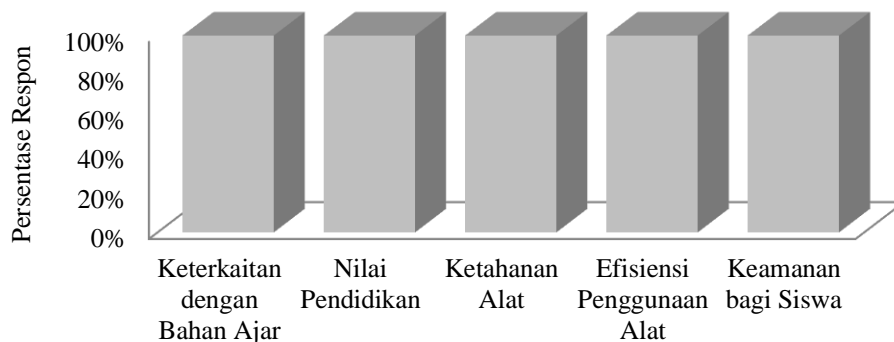 Persentase Respon
100%
80%
60%
40%
20%
0%
Keterkaitan
dengan
Bahan Ajar
Nilai
Pendidikan
Ketahanan
Alat
Efisiensi
Penggunaan
Alat
Keamanan
bagi Siswa